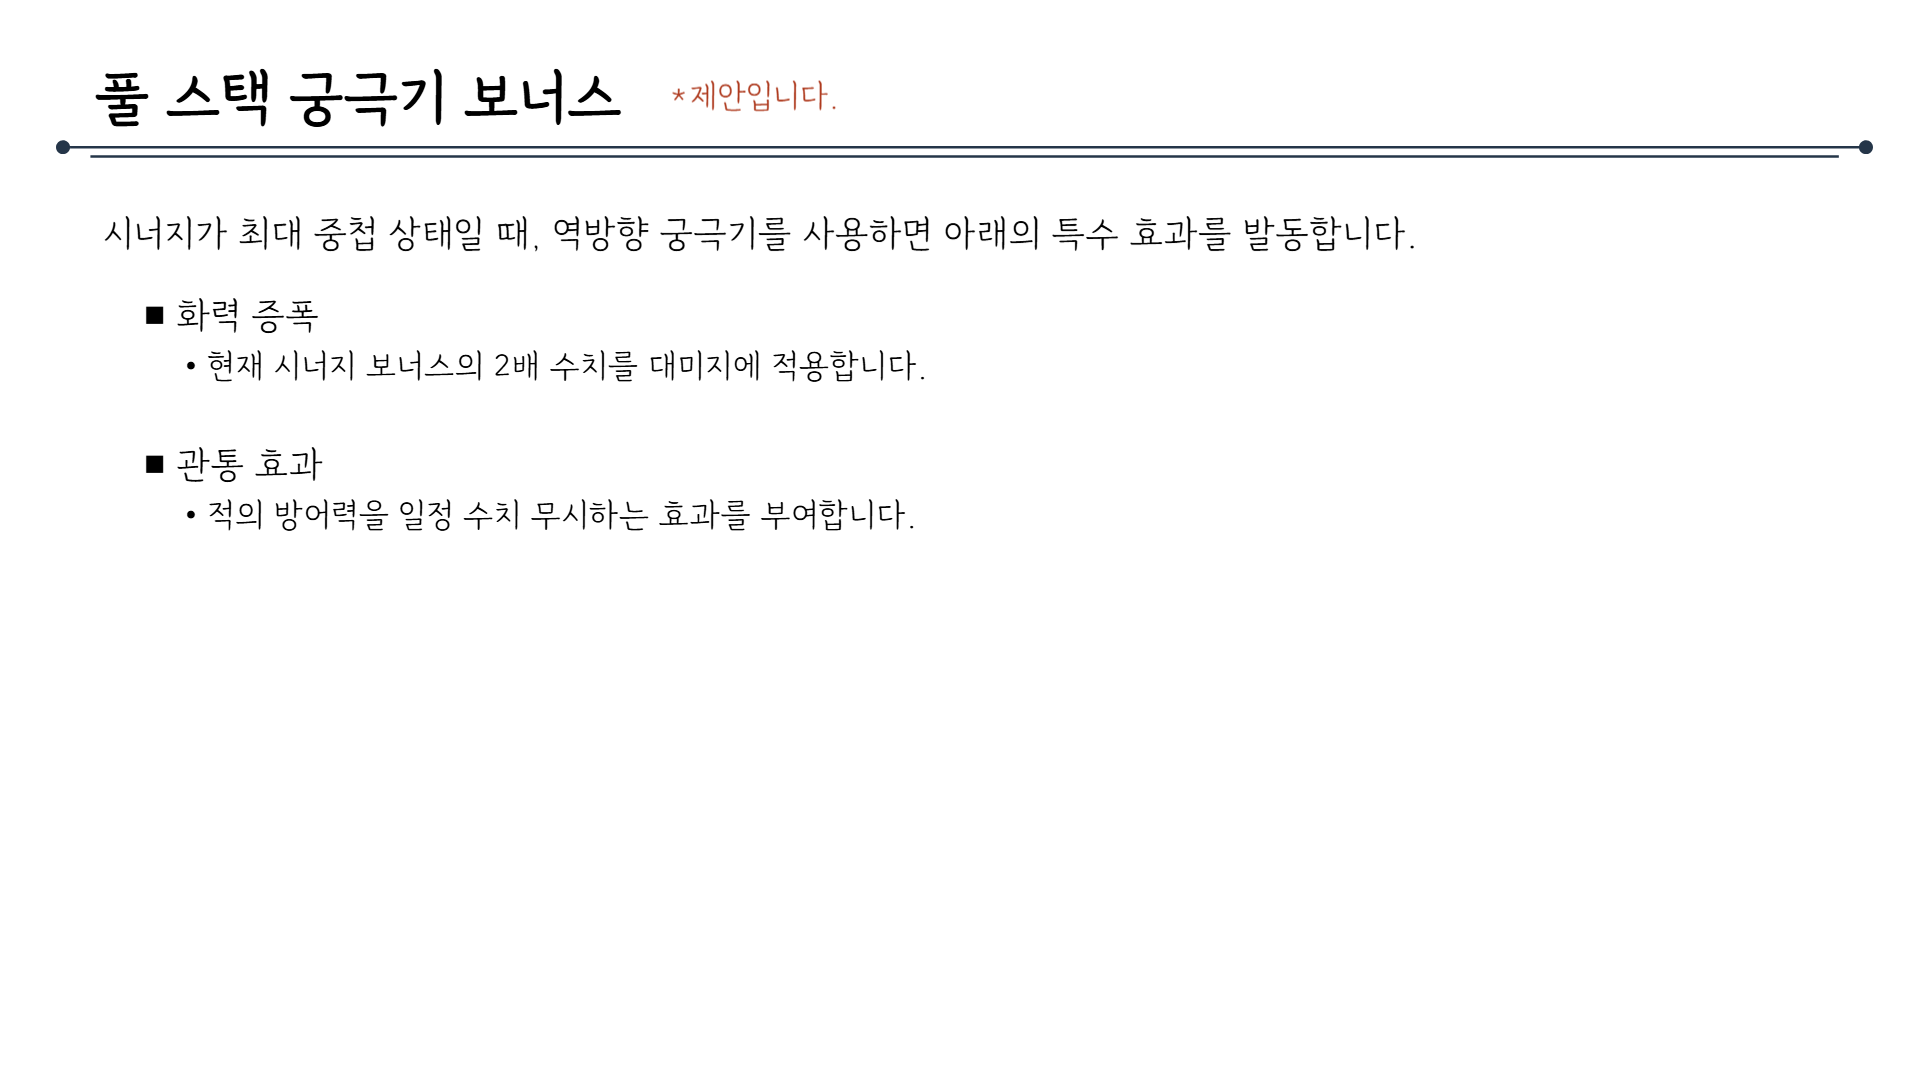 풀 스택 궁극기 보너스 *제안입니다.
시너지가 최대 중첩 상태일 때, 역방향 궁극기를 사용하면 아래의 특수 효과를 발동합니다.
■ 화력 증폭
• 현재 시너지 보너스의 2배 수치를 대미지에 적용합니다.
■ 관통 효과
• 적의 방어력을 일정 수치 무시하는 효과를 부여합니다.